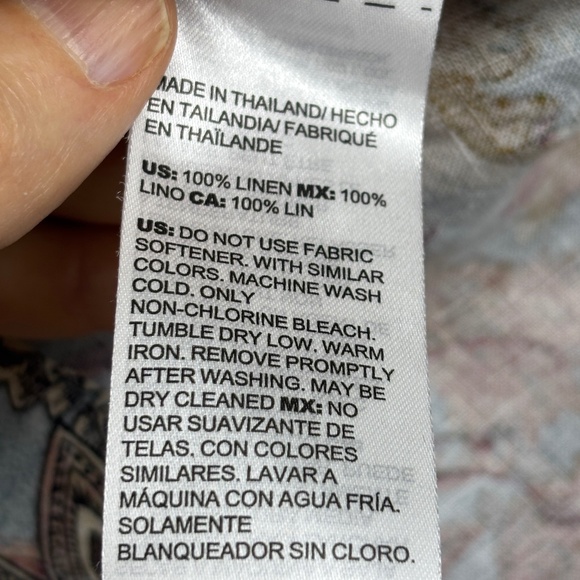 MADE IN THAILAND/ HECHO
EN TAILANDIA/ FABRIQUÉ
EN THAÏLANDE
US: 100% LINEN MX: 100%
LINO CA: 100% LIN
US: DO NOT USE FABRIC
SOFTENER. WITH SIMILAR
COLORS. MACHINE WASH
COLD. ONLY
NON-CHLORINE BLEACH.
TUMBLE DRY LOW. WARM
IRON. REMOVE PROMPTLY
AFTER WASHING. MAY BE
DRY CLEANED MX: NO
USAR SUAVIZANTE DE
TELAS. CON COLORES
SIMILARES. LAVAR A
MÁQUINA CON AGUA FRÍA.
SOLAMENTE
BLANQUEADOR SIN CLORO.